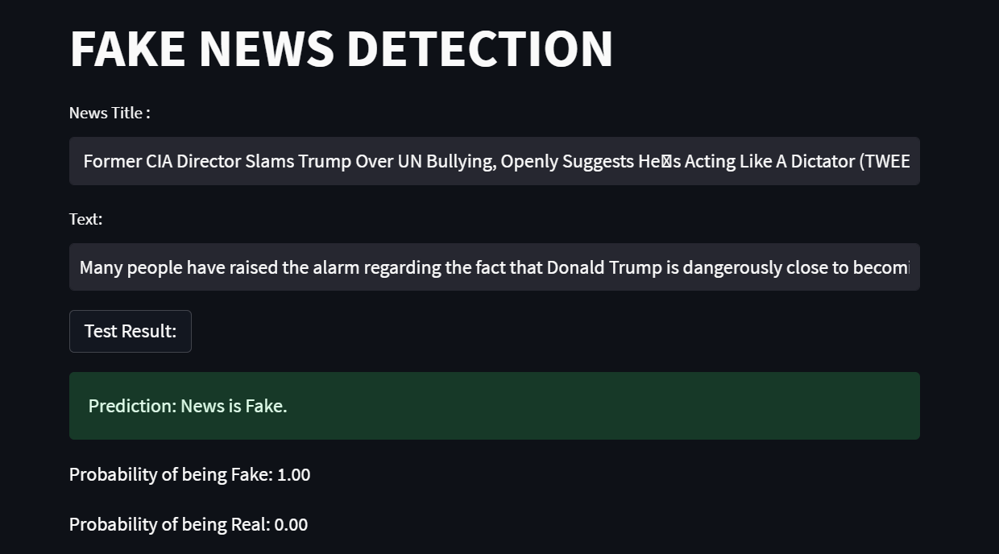 FAKE NEWS DETECTION
News Title :
Former CIA Director Slams Trump Over UN Bullying, Openly Suggests He�s Acting Like A Dictator (TWEE
Text:
Many people have raised the alarm regarding the fact that Donald Trump is dangerously close to becomi
Test Result:
Prediction: News is Fake.
Probability of being Fake: 1.00
Probability of being Real: 0.00